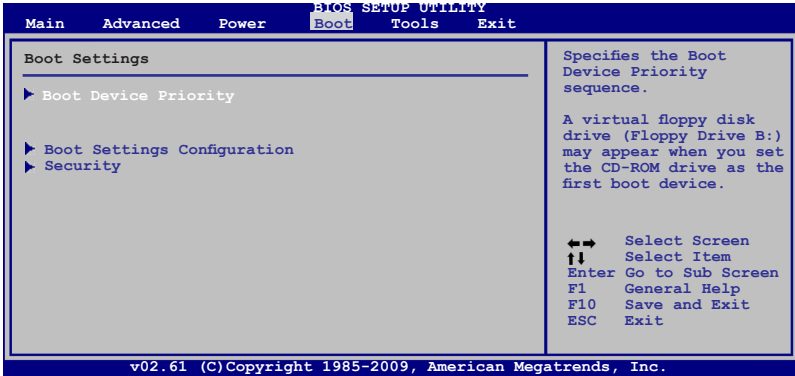 BIOS SETUP UTILITY
Main Advanced Power Boot Tools Exit
Boot Settings
Boot Device Priority
Boot Settings Configuration
Security
Specifies the Boot
Device Priority
sequence.
A virtual floppy disk
drive (Floppy Drive B:)
may appear when you set
the CD-ROM drive as the
first boot device.
←→ Select Screen
↑↓ Select Item
Enter Go to Sub Screen
F1 General Help
F10 Save and Exit
ESC Exit
v02.61 (C)Copyright 1985-2009, American Megatrends, Inc.